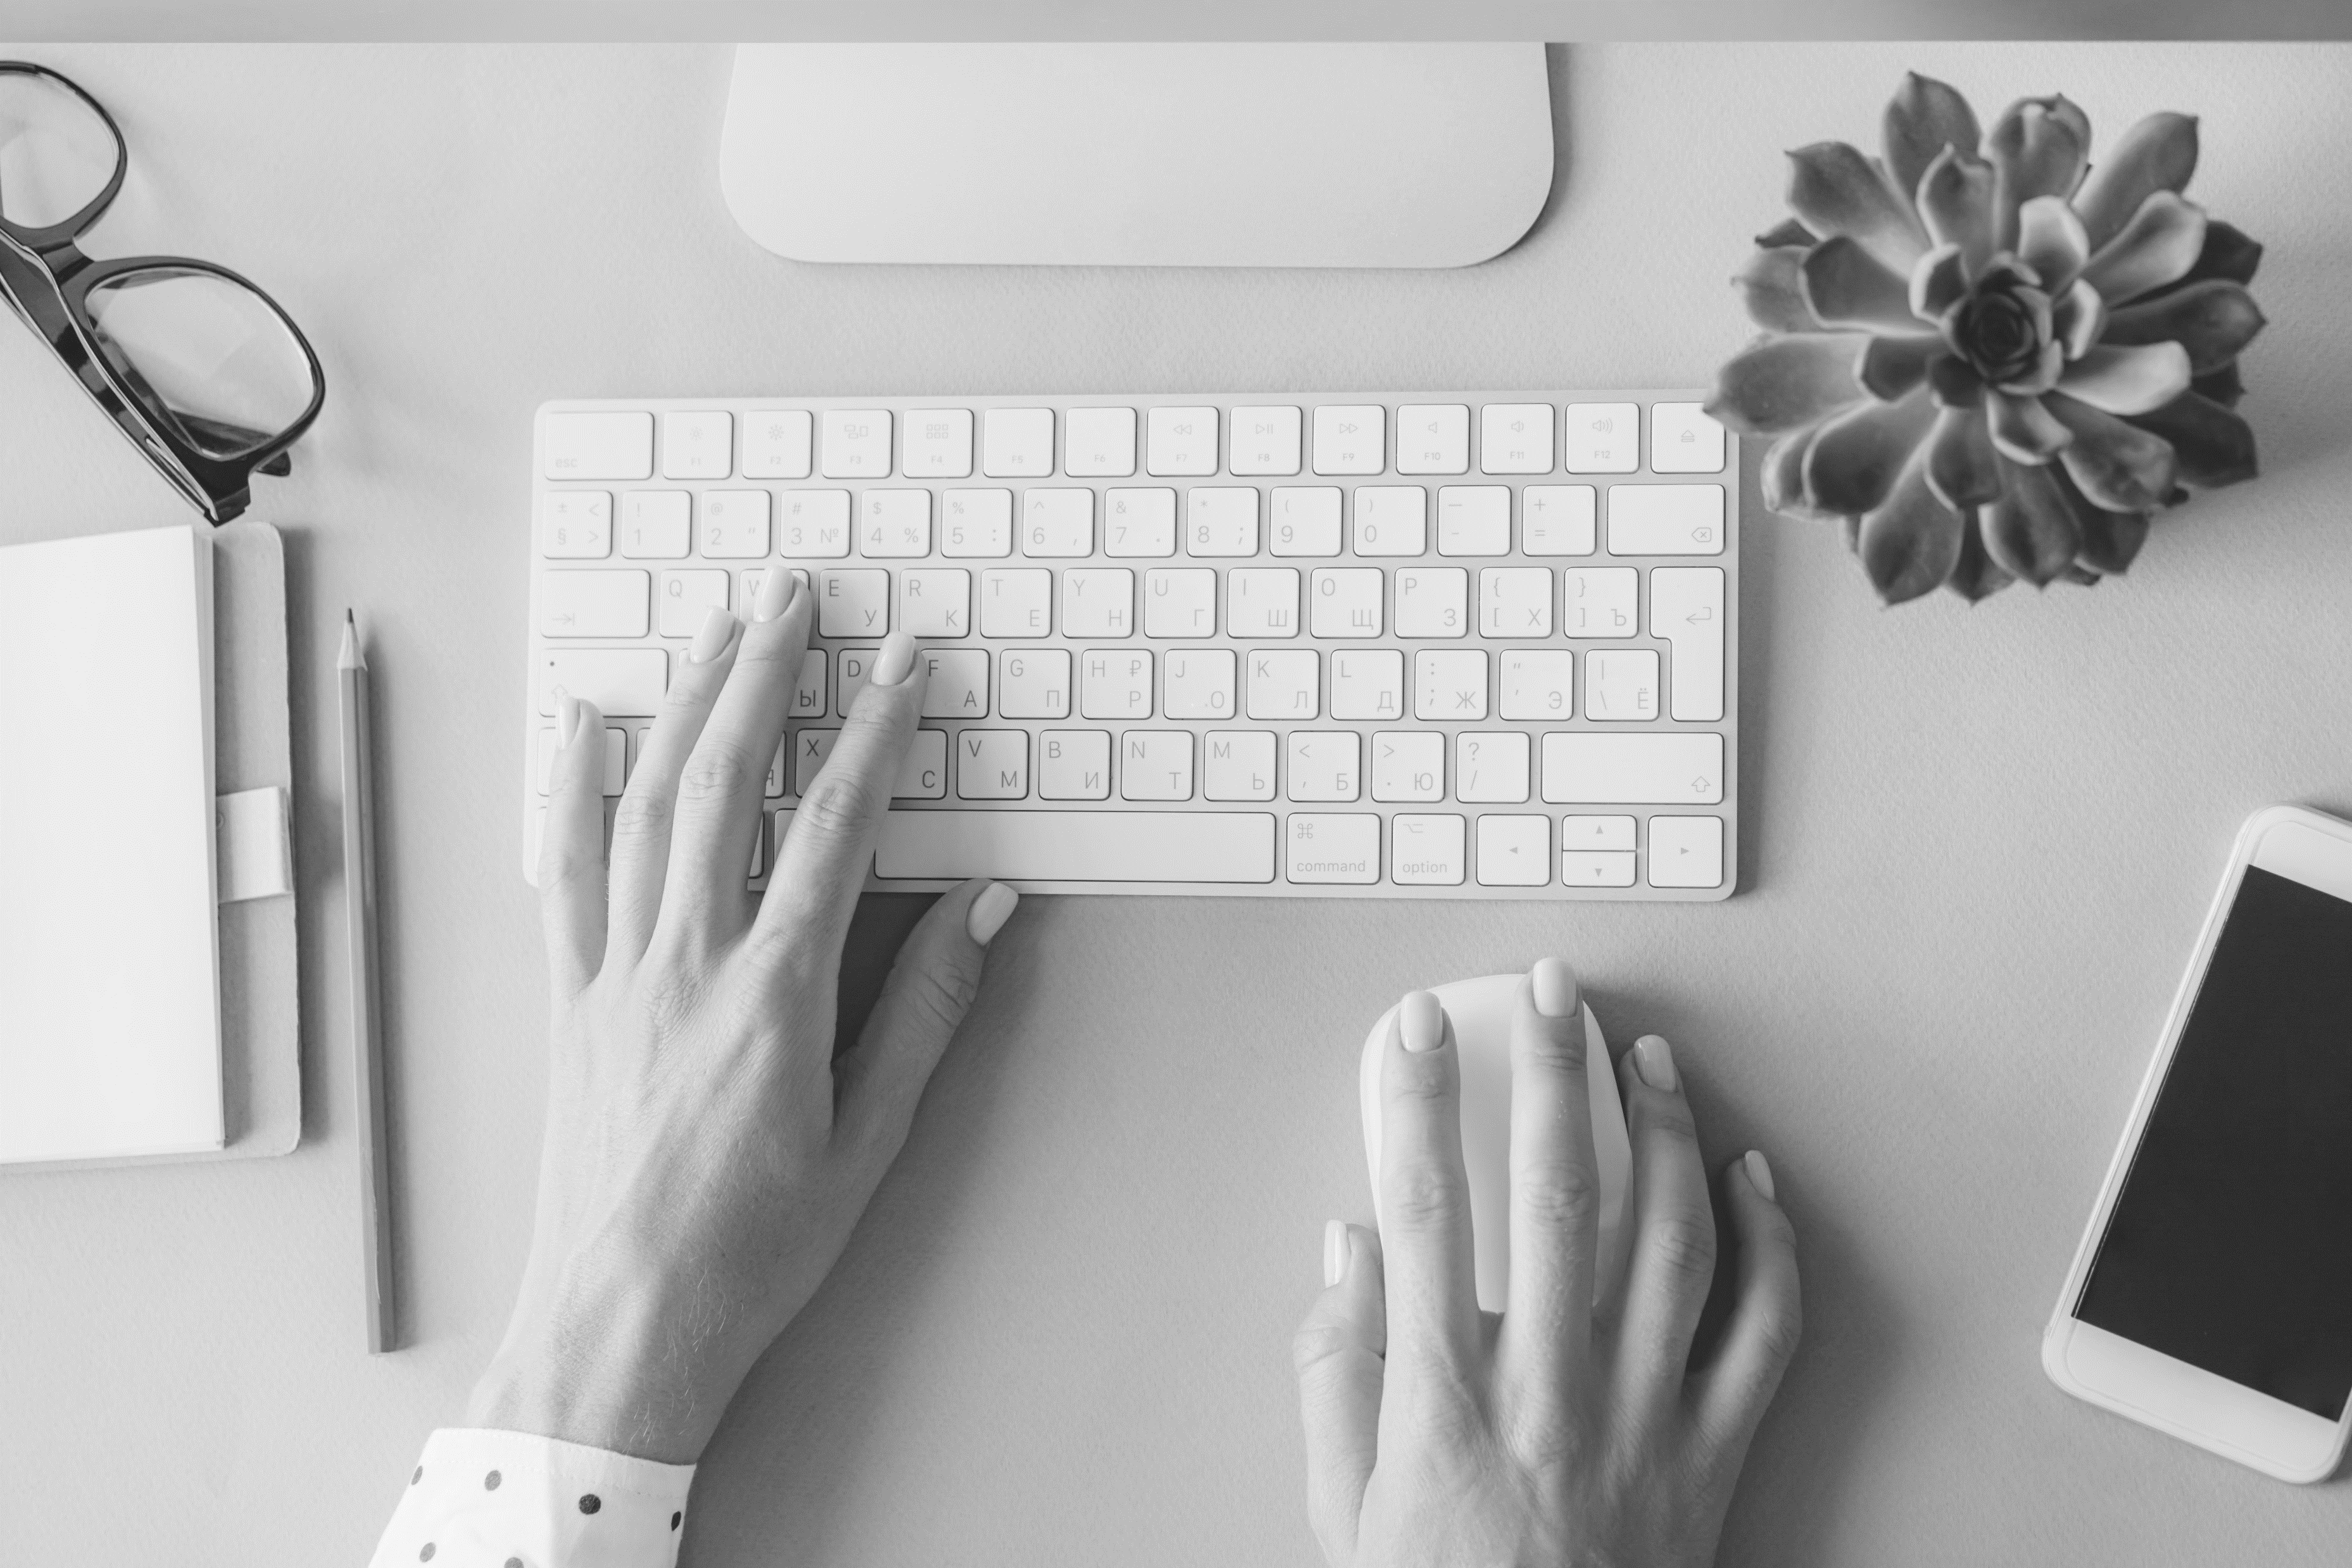 esc F1 F2 F3 F4 F5 F6 F7 F8 F9 F10 F11 F12
± < ! @ # $ % ^ & * ( ) — +
§ > 1 2 " 3 № 4 % 5 : 6 , 7 . 8 ; 9 0 - =
Q W E R T Y U I O P { }
У К Е Н Г Ш Щ З [ Х ] Ъ
D F G H ₽ J K L : " |
Ы А П Р О Л Д ; Ж ' Э \ Ё
X V B N M < > ?
Я С М И Т Ь , Б . Ю /
⌘ ⌥
command option